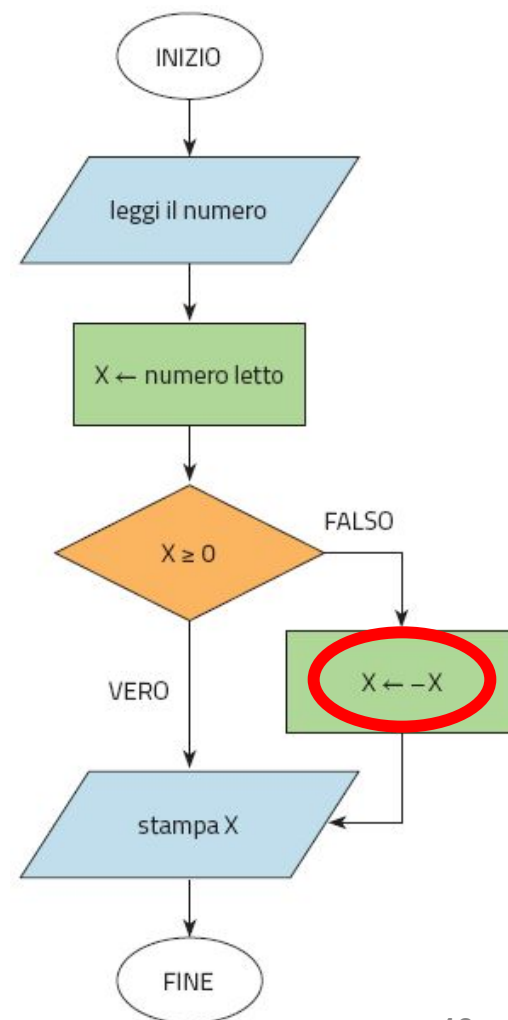 INIZIO
leggi il numero
X ← numero letto
X ≥ 0
FALSO
X ← –X
VERO
stampa X
FINE